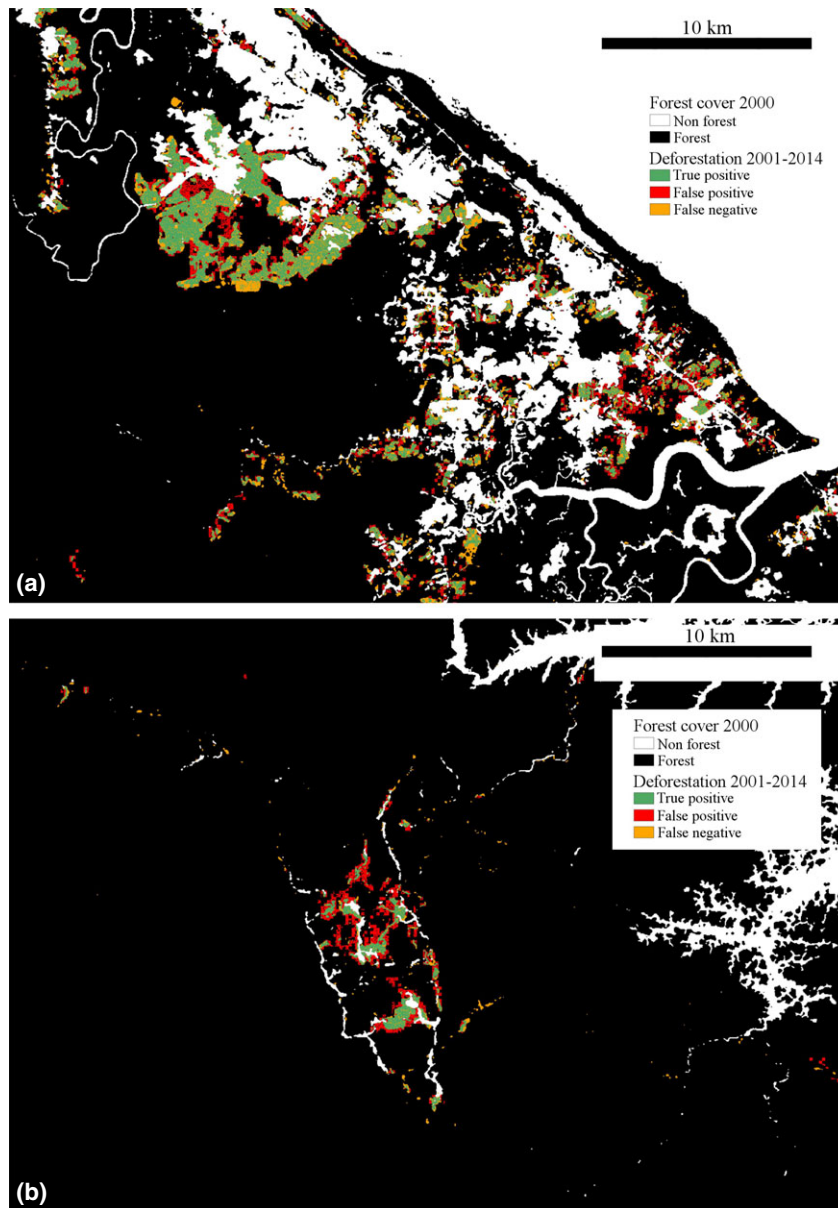 10 km
Forest cover 2000
Non forest
Forest
Deforestation 2001-2014
True positive
False positive
False negative
(a)
10 km
Forest cover 2000
Non forest
Forest
Deforestation 2001-2014
True positive
False positive
False negative
(b)